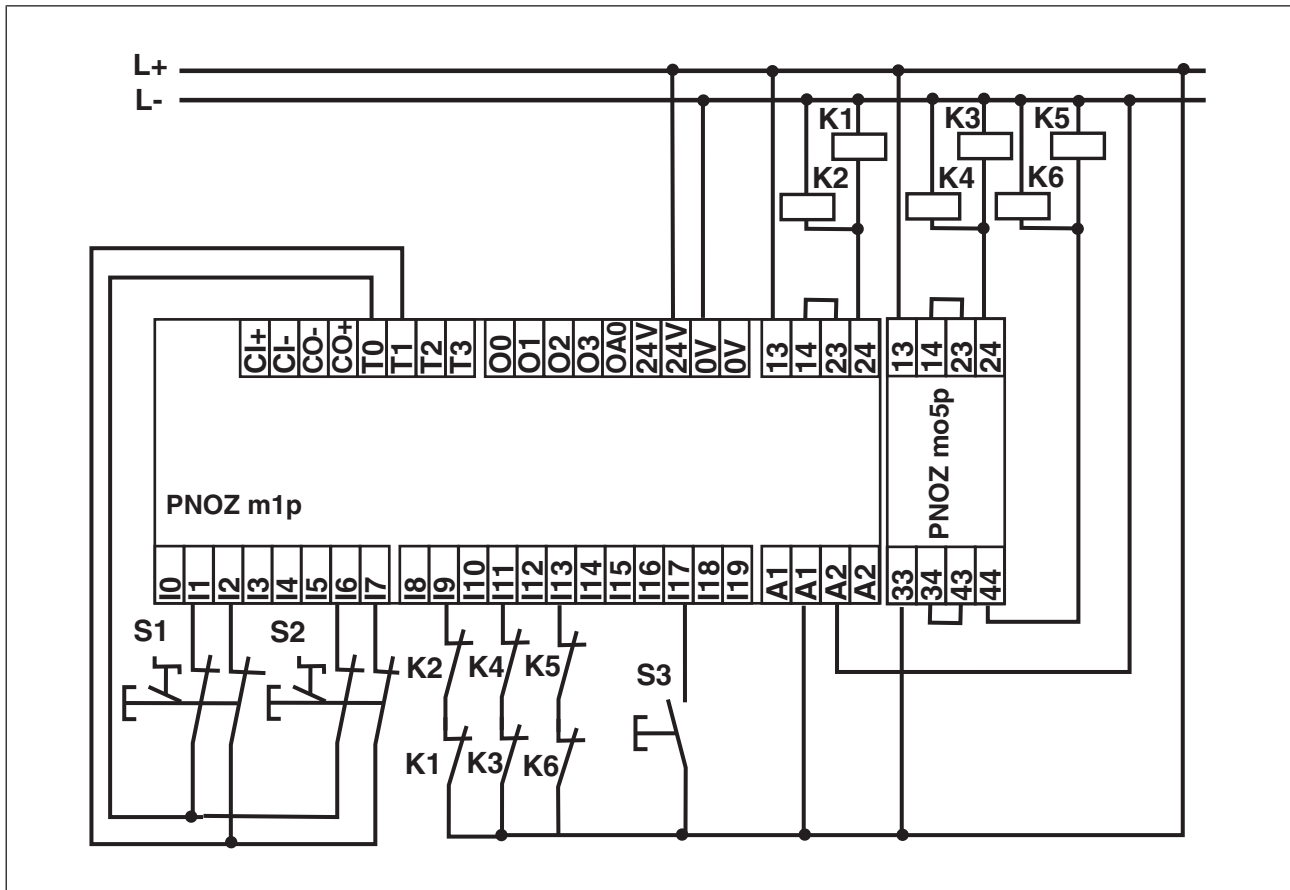 L+
L-
K1
K3
K5
K2
K4
K6
CI+
CI-
CO-
CO+
T0
T1
T2
T3
O0
O1
O2
O3
OA0
24V
24V
0V
0V
13
14
23
24
13
14
23
24
PNOZ m1p
PNOZ mo5p
I0
I1
I2
I3
I4
I5
I6
I7
I8
I9
I10
I11
I12
I13
I14
I15
I16
I17
I18
I19
A1
A1
A2
A2
33
34
43
44
S1
S2
K2
K4
K5
S3
K1
K3
K6